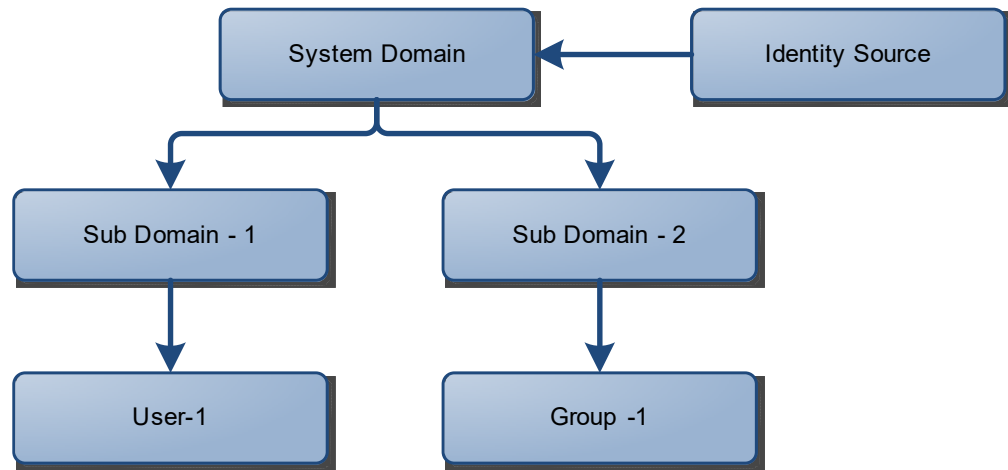 System Domain
Identity Source
Sub Domain - 1
Sub Domain - 2
User-1
Group -1